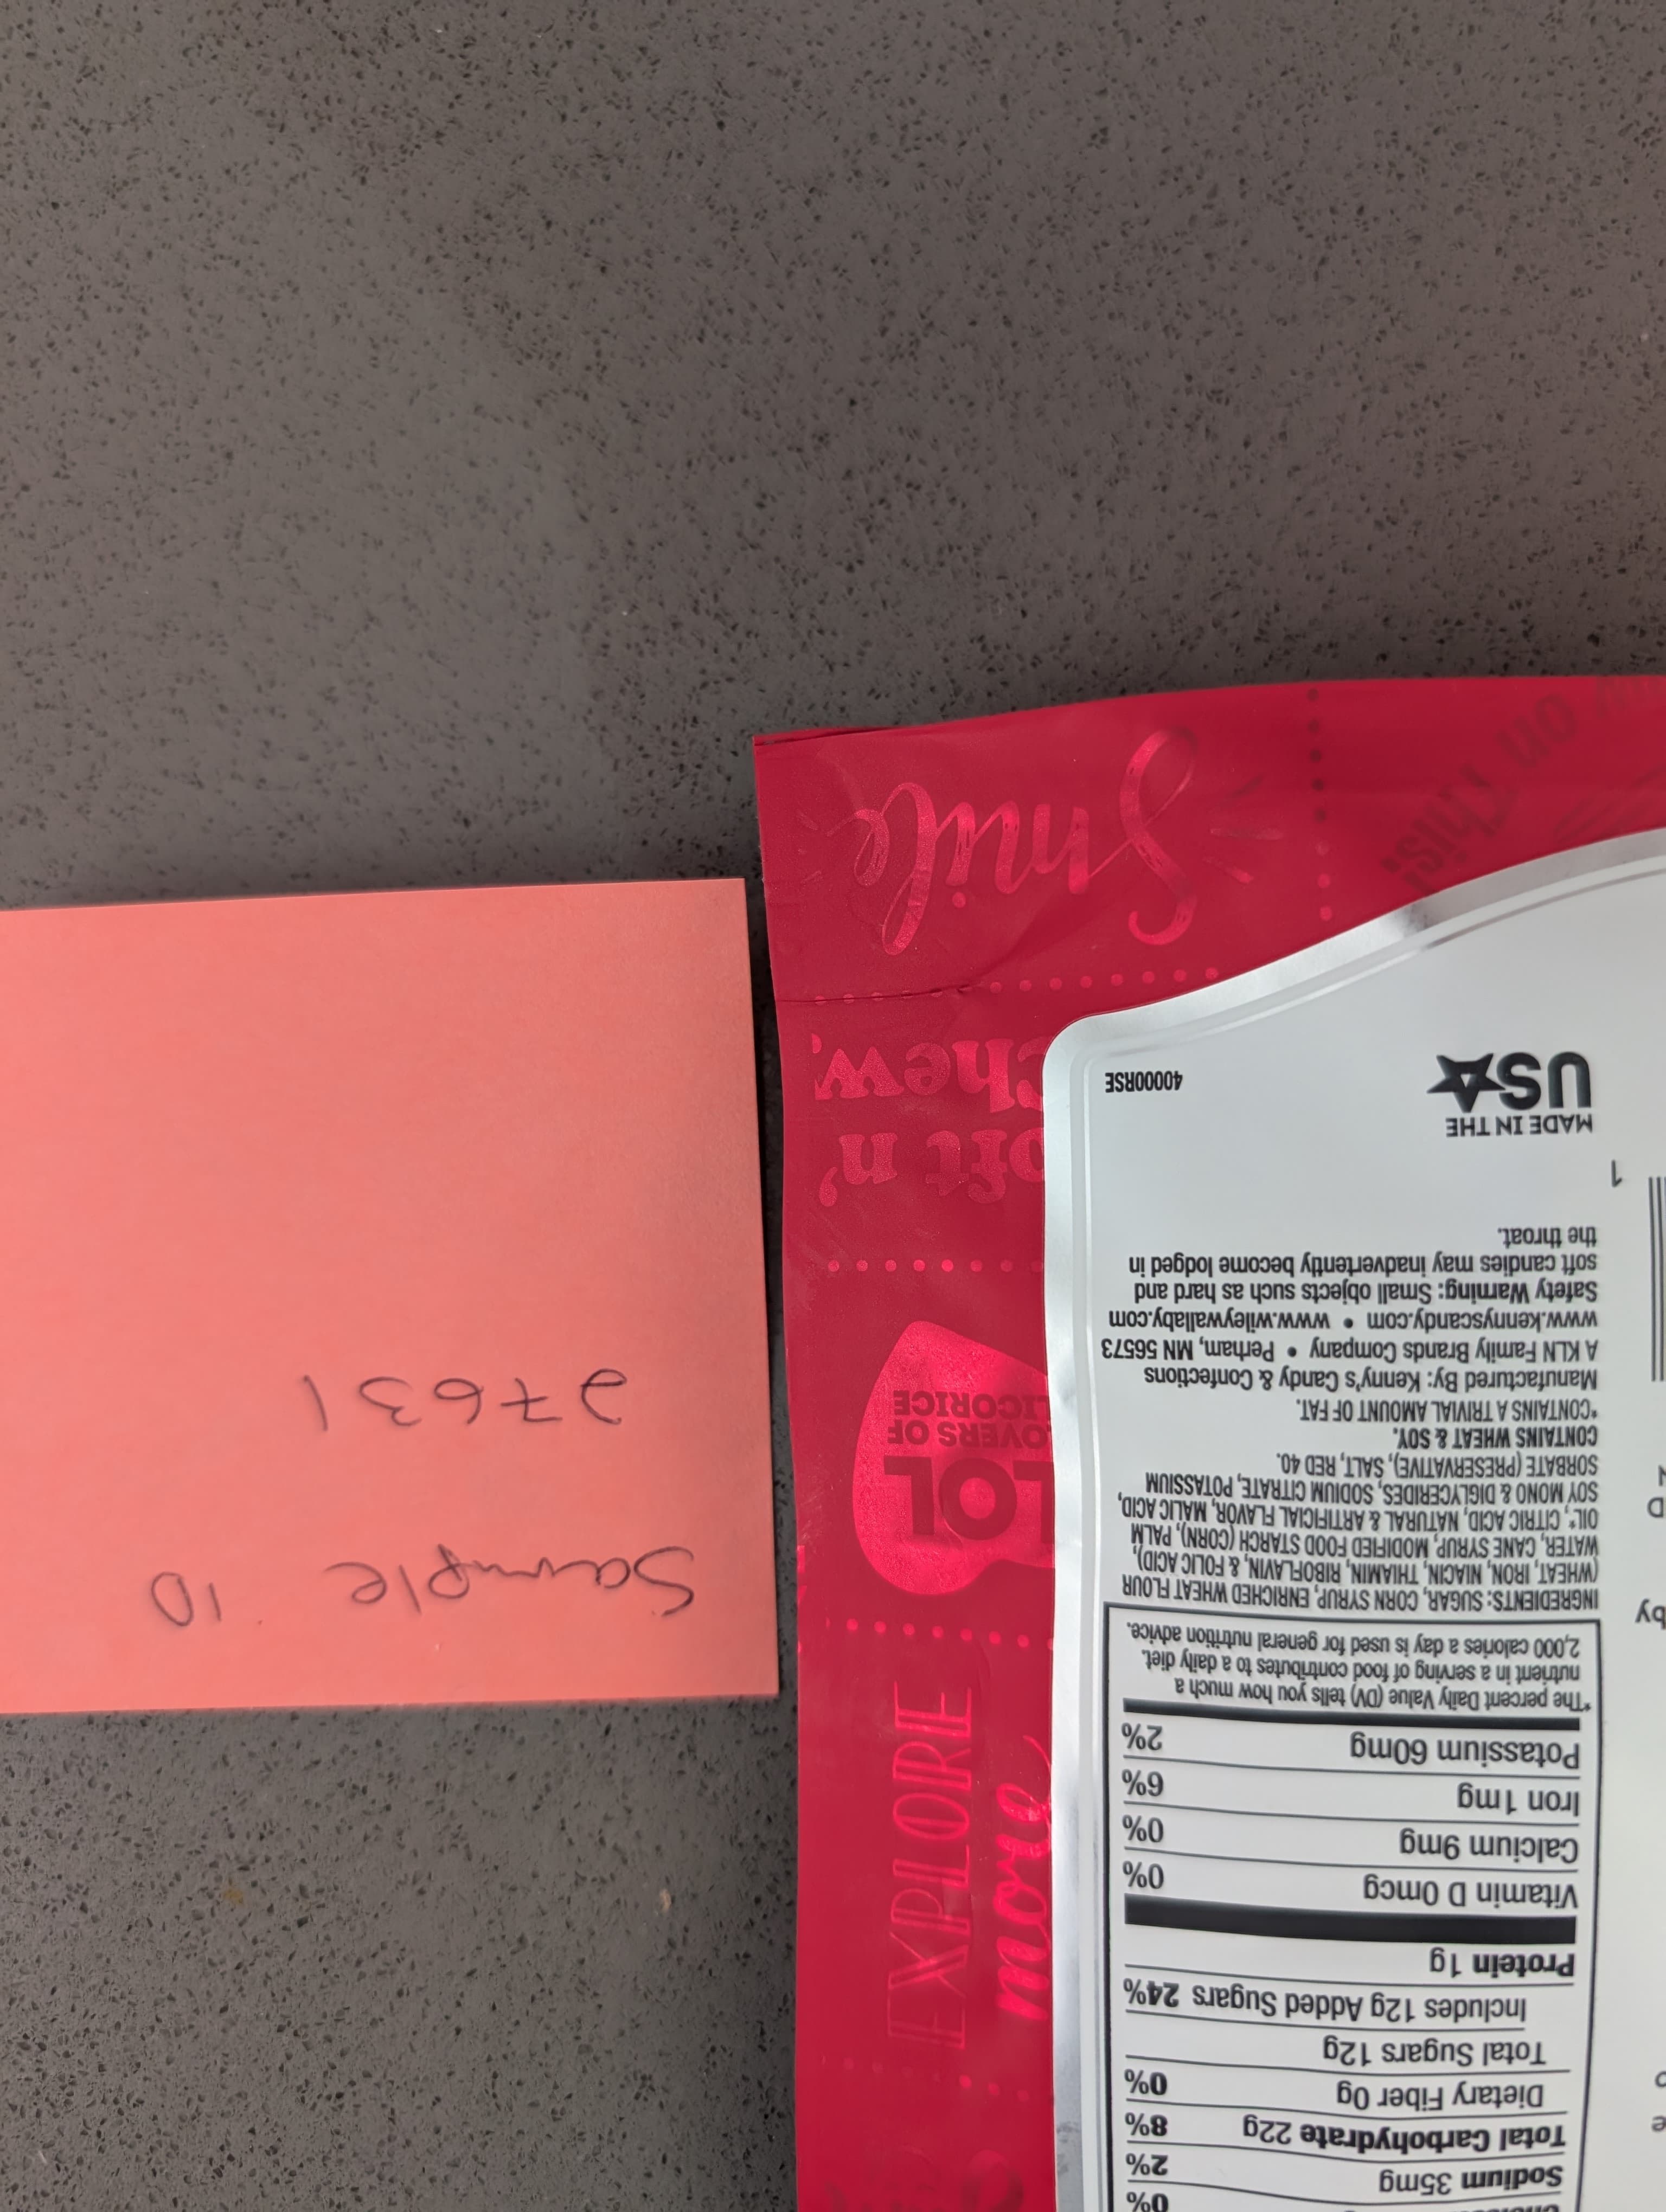 0%
Sodium 35mg 2%
Total Carbohydrate 22g 8%
Dietary Fiber 0g 0%
Total Sugars 12g
Includes 12g Added Sugars 24%
Protein 1g
Vitamin D 0mcg 0%
Calcium 9mg 0%
Iron 1mg 6%
Potassium 60mg 2%
*The percent Daily Value (DV) tells you how much a
nutrient in a serving of food contributes to a daily diet.
2,000 calories a day is used for general nutrition advice.
by
INGREDIENTS: SUGAR, CORN SYRUP, ENRICHED WHEAT FLOUR
(WHEAT, IRON, NIACIN, THIAMIN, RIBOFLAVIN, & FOLIC ACID),
WATER, CANE SYRUP, MODIFIED FOOD STARCH (CORN), PALM
OIL*, CITRIC ACID, NATURAL & ARTIFICIAL FLAVOR, MALIC ACID,
SOY MONO & DIGLYCERIDES, SODIUM CITRATE, POTASSIUM
SORBATE (PRESERVATIVE), SALT, RED 40.
CONTAINS WHEAT & SOY.
*CONTAINS A TRIVIAL AMOUNT OF FAT.
Manufactured By: Kenny's Candy & Confections
A KLN Family Brands Company • Perham, MN 56573
www.kennyscandy.com • www.wileywallaby.com
Safety Warning: Small objects such as hard and
soft candies may inadvertently become lodged in
the throat.
1
MADE IN THE
USA
40000RSE
EXPLORE
more
LOL
OVERS OF
LICORICE
oft n'
Chew
Smile
on This!
Sample ID
27631